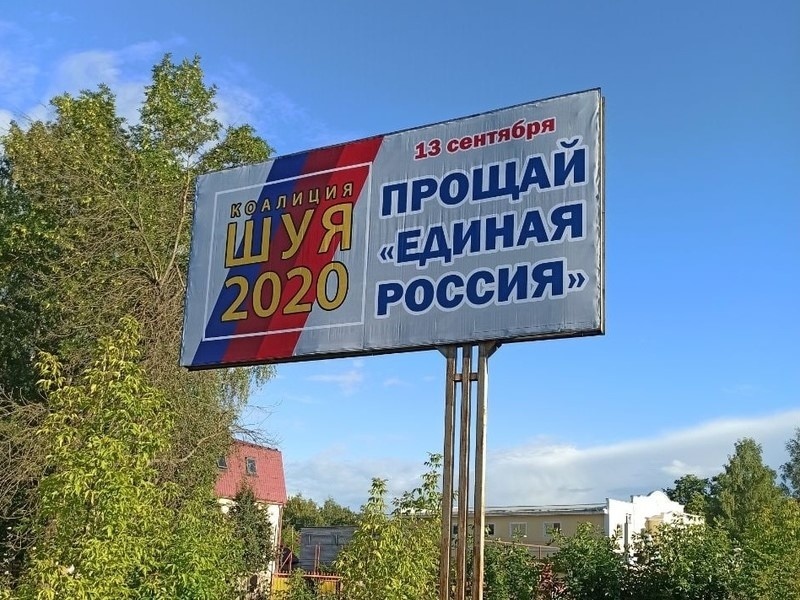 КОАЛИЦИЯ
ШУЯ
2020
13 сентября
ПРОЩАЙ
«ЕДИНАЯ
РОССИЯ»